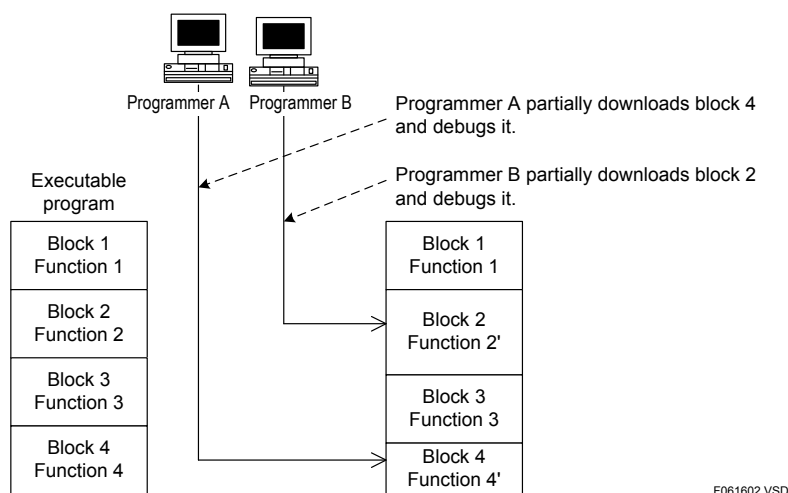 Programmer A
Programmer B
Programmer A partially downloads block 4
and debugs it.
Programmer B partially downloads block 2
and debugs it.
Executable
program
Block 1
Function 1
Block 2
Function 2
Block 3
Function 3
Block 4
Function 4
Block 1
Function 1
Block 2
Function 2'
Block 3
Function 3
Block 4
Function 4'
F061602.VSD